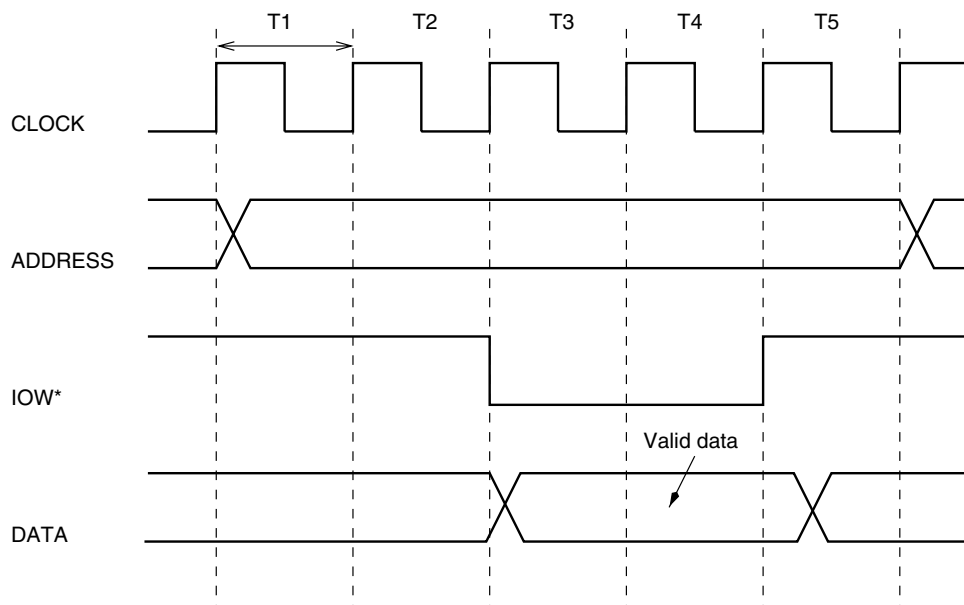 T1 T2 T3 T4 T5
CLOCK
ADDRESS
IOW*
Valid data
DATA